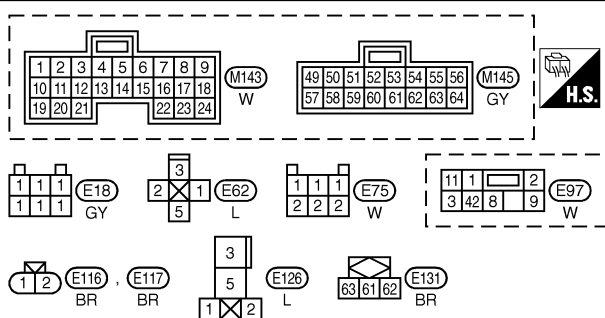 1 2 3 4 5 6 7 8 9
10 11 12 13 14 15 16 17 18
19 20 21 22 23 24
M143
W
49 50 51 52 53 54 55 56
57 58 59 60 61 62 63 64
M145
GY
H.S.
1 1 1
1 1 1
E18
GY
3
2 1
5
E62
L
1 1 1
2 2 2
E75
W
11 1 2
3 42 8 9
E97
W
1 2
E116 , E117
BR BR
3
5
1 2
E126
L
63 61 62
E131
BR